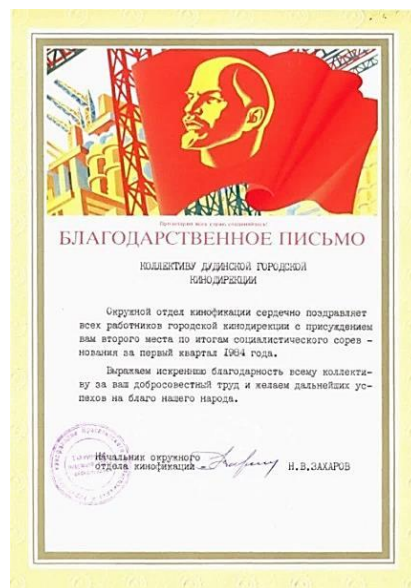 Пролетарии всех стран, соединяйтесь!
БЛАГОДАРСТВЕННОЕ ПИСЬМО
КОЛЛЕКТИВУ ДУДИНСКОЙ ГОРОДСКОЙ
КИНОДИРЕКЦИИ
Окружной отдел кинофикации сердечно поздравляет
всех работников городской кинодирекции с присуждением
вам второго места по итогам социалистического сорев -
нования за первый квартал 1984 года.
Выражаем искреннюю благодарность всему коллекти-
ву за ваш добросовестный труд и желаем дальнейших ус-
пехов на благо нашего народа.
Начальник окружного
отдела кинофикации
Н.В.ЗАХАРОВ